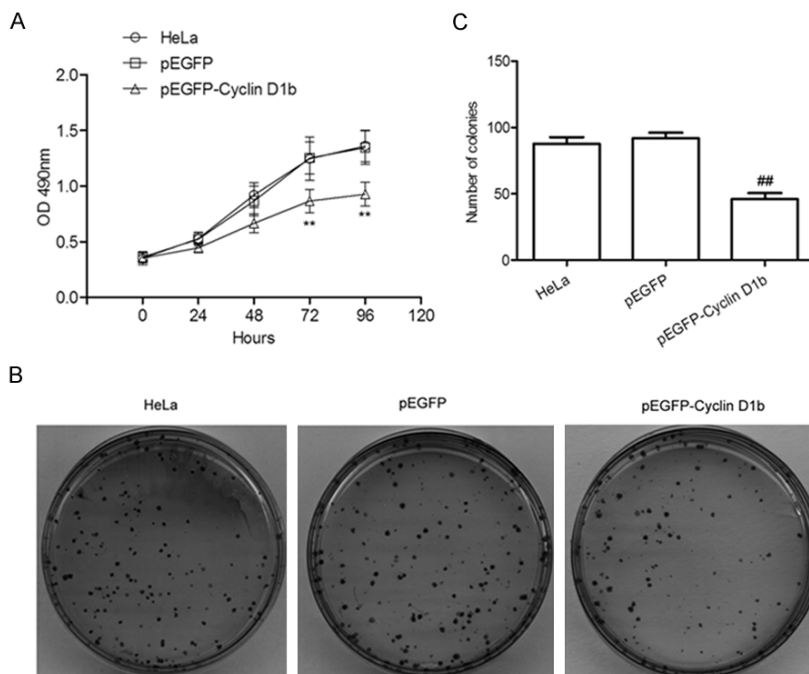 A
HeLa
pEGFP
pEGFP-Cyclin D1b
2.0
1.5
1.0
0.5
0.0
OD 490nm
**
**
0 24 48 72 96 120
Hours
C
150
100
50
0
Number of colonies
##
HeLa
pEGFP
pEGFP-Cyclin D1b
B
HeLa
pEGFP
pEGFP-Cyclin D1b